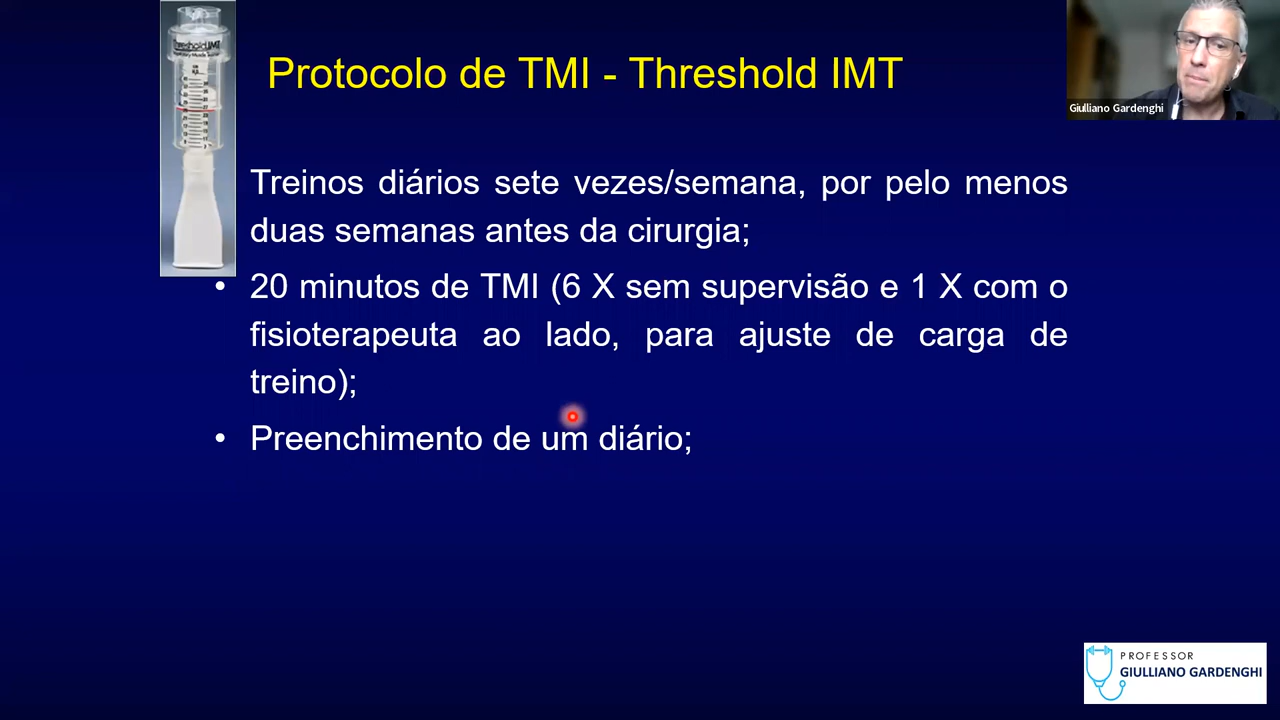 Threshold IMT
Protocolo de TMI - Threshold IMT
Giulliano Gardenghi
Treinos diários sete vezes/semana, por pelo menos
duas semanas antes da cirurgia;
• 20 minutos de TMI (6 X sem supervisão e 1 X com o
fisioterapeuta ao lado, para ajuste de carga de
treino);
• Preenchimento de um diário;
PROFESSOR
GIULLIANO GARDENGHI